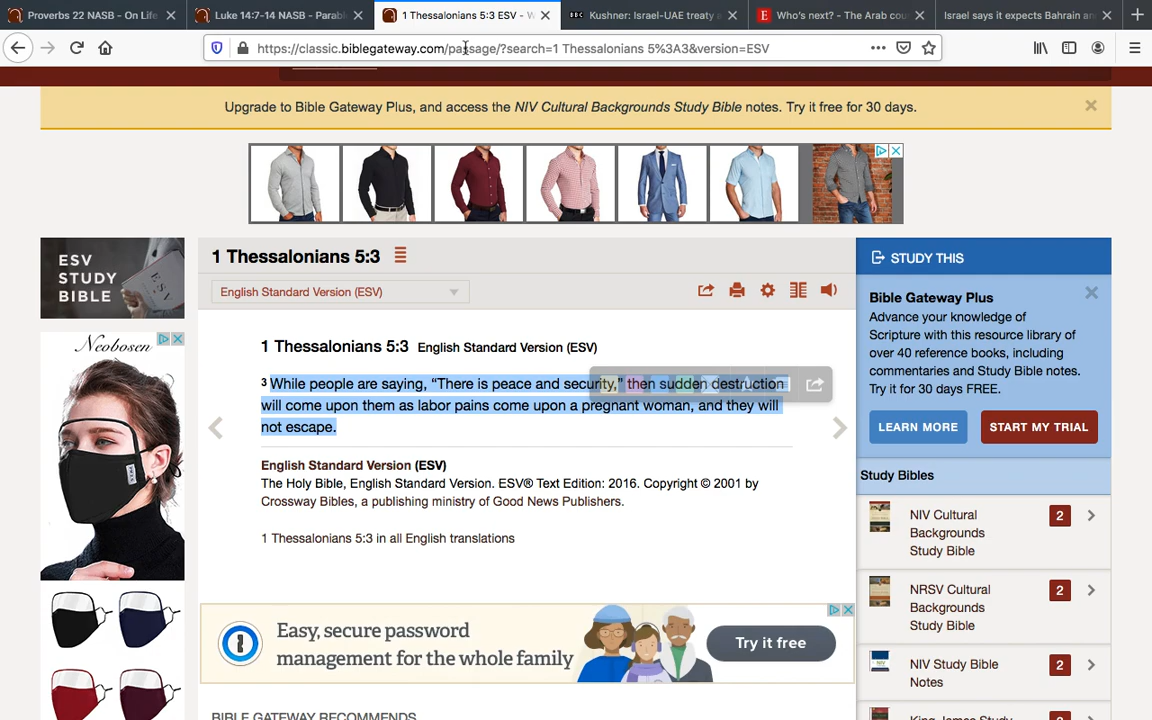 Proverbs 22 NASB - On Life
Luke 14:7-14 NASB - Parabl
1 Thessalonians 5:3 ESV - W
BBC Kushner: Israel-UAE treaty
Who's next? - The Arab cou
Israel says it expects Bahrain an
https://classic.biblegateway.com/passage/?search=1 Thessalonians 5%3A3&version=ESV
Upgrade to Bible Gateway Plus, and access the NIV Cultural Backgrounds Study Bible notes. Try it free for 30 days.
ESV
STUDY
BIBLE
Neobosen
1 Thessalonians 5:3
English Standard Version (ESV)
1 Thessalonians 5:3 English Standard Version (ESV)
3 While people are saying, “There is peace and security,” then sudden destruction
will come upon them as labor pains come upon a pregnant woman, and they will
not escape.
English Standard Version (ESV)
The Holy Bible, English Standard Version. ESV® Text Edition: 2016. Copyright © 2001 by
Crossway Bibles, a publishing ministry of Good News Publishers.
1 Thessalonians 5:3 in all English translations
Easy, secure password
management for the whole family
Try it free
BIBLE GATEWAY RECOMMENDS
STUDY THIS
Bible Gateway Plus
Advance your knowledge of
Scripture with this resource library of
over 40 reference books, including
commentaries and Study Bible notes.
Try it for 30 days FREE.
LEARN MORE
START MY TRIAL
Study Bibles
NIV Cultural
Backgrounds
Study Bible
2
NRSV Cultural
Backgrounds
Study Bible
2
NIV Study Bible
Notes
2
King James Study